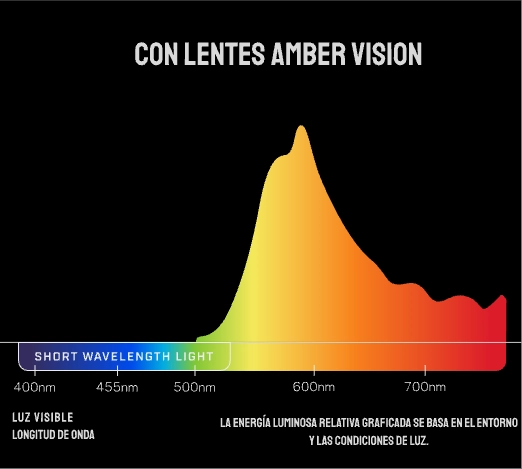 CON LENTES AMBER VISION
SHORT WAVELENGTH LIGHT
400nm 455nm 500nm 600nm 700nm
LUZ VISIBLE
LONGITUD DE ONDA
LA ENERGÍA LUMINOSA RELATIVA GRAFICADA SE BASA EN EL ENTORNO
Y LAS CONDICIONES DE LUZ.